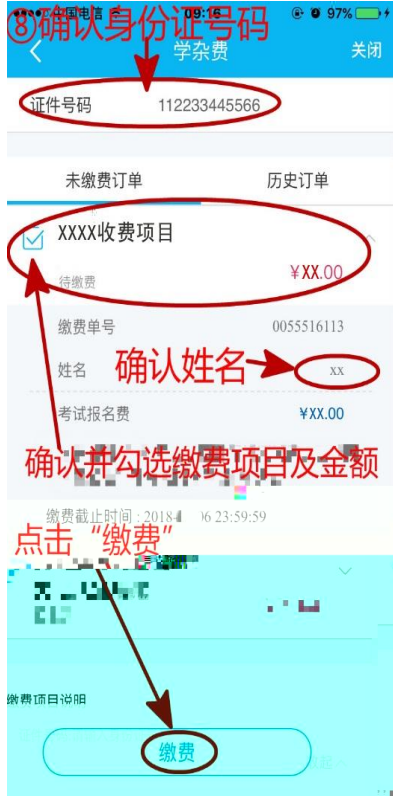 中国电信 09:16 97%
⑧确认身份证号码
学杂费 关闭
证件号码 112233445566
未缴费订单 历史订单
XXXX收费项目
待缴费 ¥XX.00
缴费单号 0055516113
姓名 确认姓名 xx
考试报名费 ¥XX.00
确认并勾选缴费项目及金额
缴费截止时间 : 2018 06 23:59:59
点击“缴费”
缴费项目说明
缴费